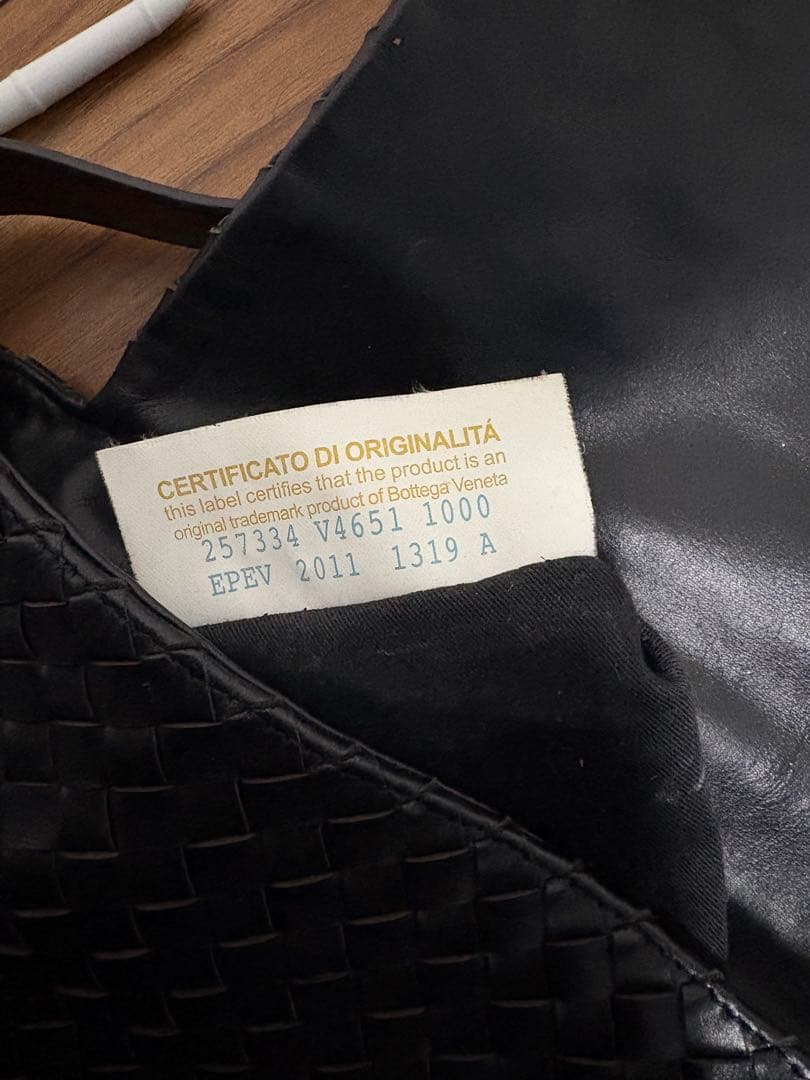 CERTIFICATO DI ORIGINALITÁ
this label certifies that the product is an
original trademark product of Bottega Veneta
257334 V4651 1000
EPEV 2011 1319 A